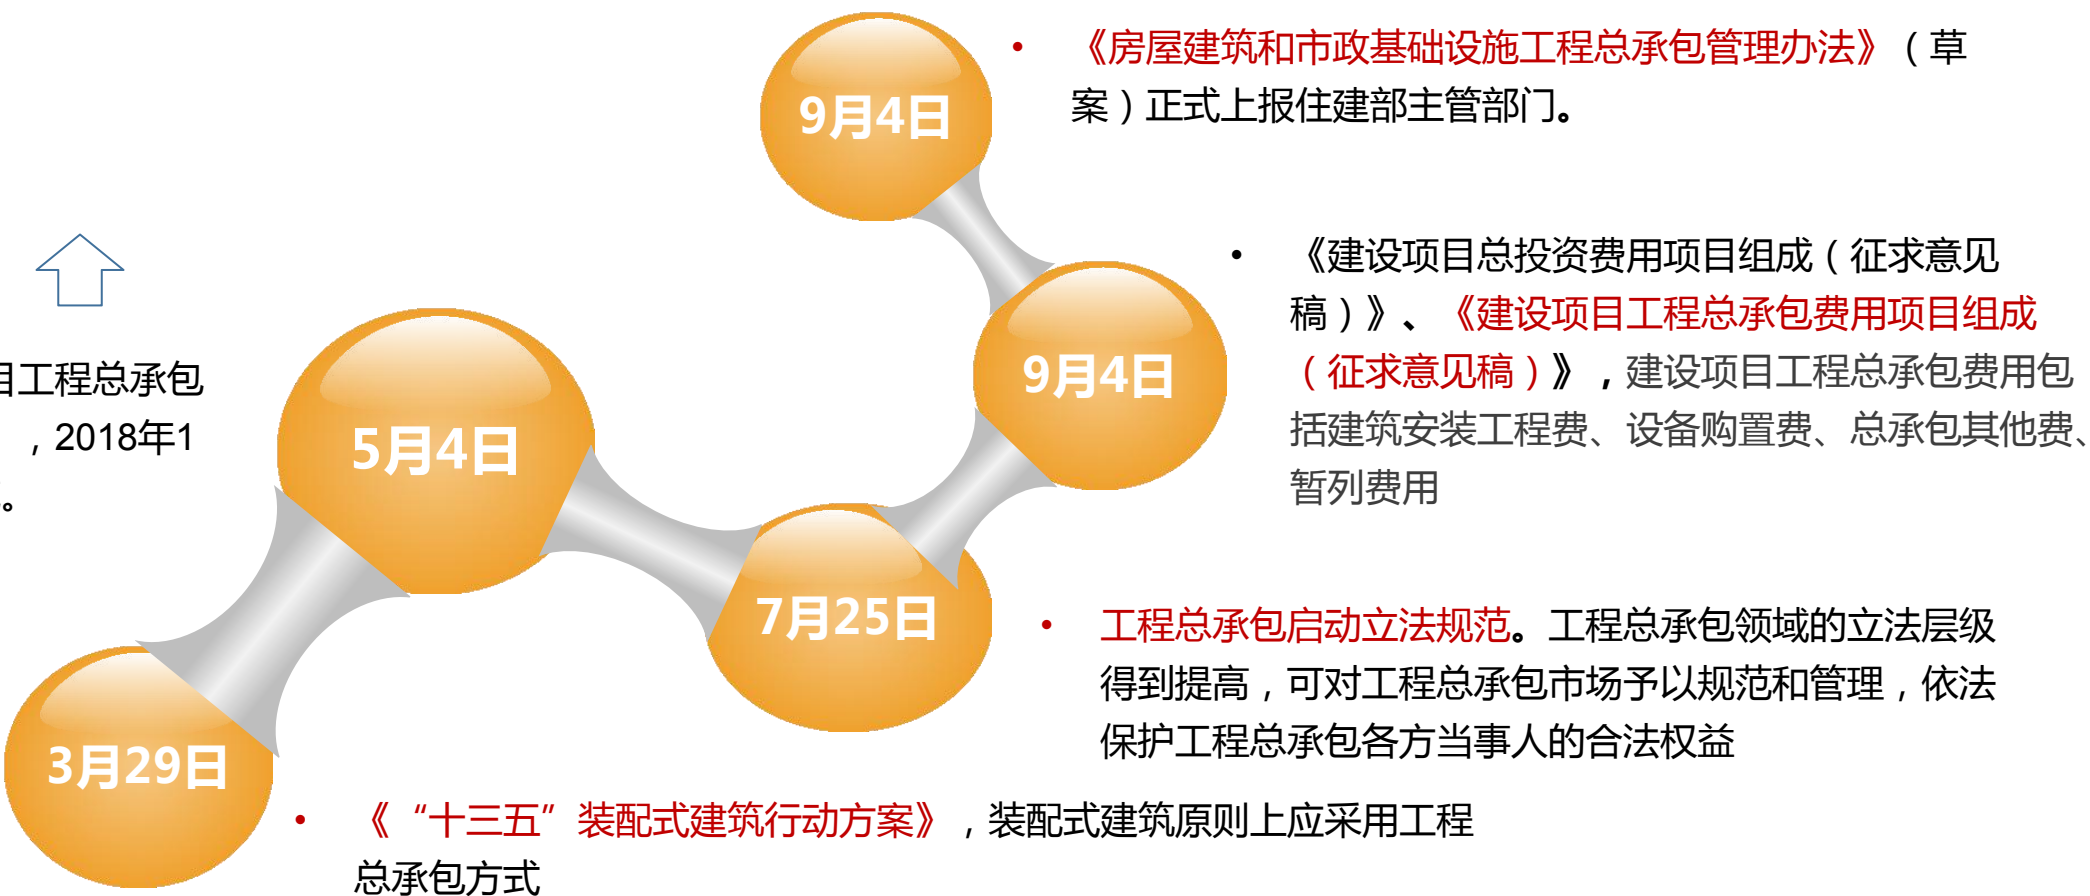 9月4日
• 《房屋建筑和市政基础设施工程总承包管理办法》（草
案）正式上报住建部主管部门。
9月4日
• 《建设项目总投资费用项目组成（征求意见
稿）》、《建设项目工程总承包费用项目组成
（征求意见稿）》，建设项目工程总承包费用包
括建筑安装工程费、设备购置费、总承包其他费、
暂列费用
目工程总承包
，2018年1
。
5月4日
7月25日
• 工程总承包启动立法规范。工程总承包领域的立法层级
得到提高，可对工程总承包市场予以规范和管理，依法
保护工程总承包各方当事人的合法权益
3月29日
• 《“十三五”装配式建筑行动方案》，装配式建筑原则上应采用工程
总承包方式